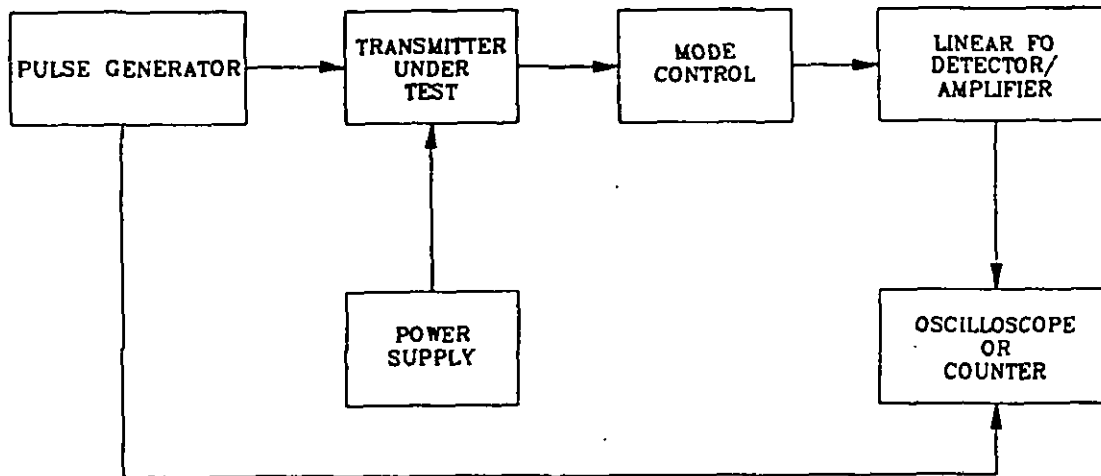 PULSE GENERATOR
TRANSMITTER
UNDER
TEST
MODE
CONTROL
LINEAR FO
DETECTOR/
AMPLIFIER
POWER
SUPPLY
OSCILLOSCOPE
OR
COUNTER